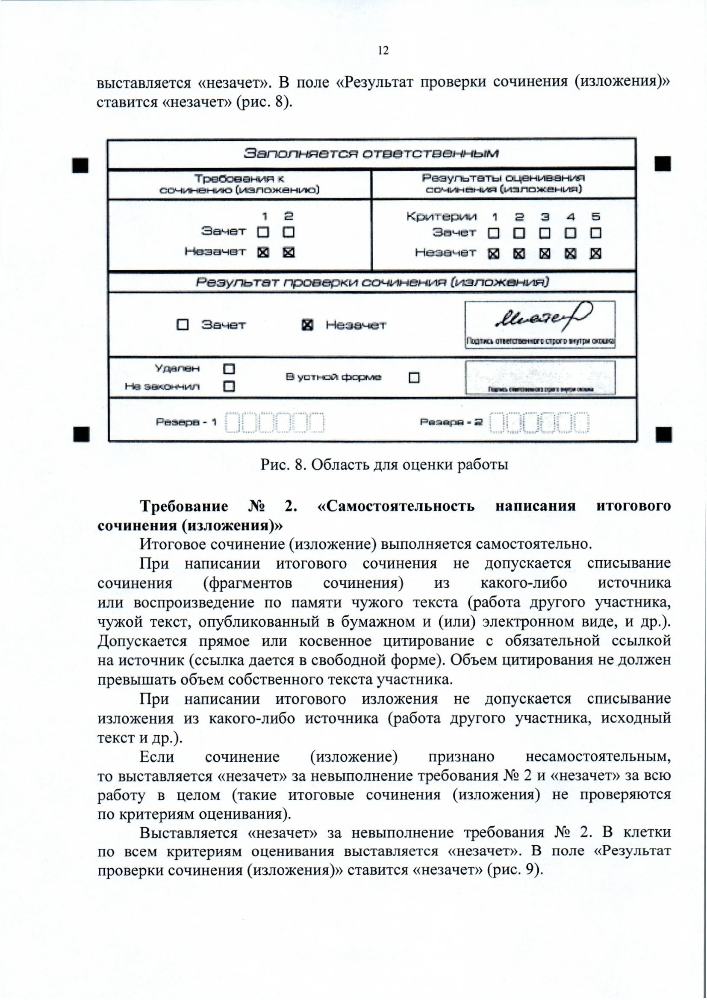 12
выставляется «незачет». В поле «Результат проверки сочинения (изложения)»
ставится «незачет» (рис. 8).
Заполняется ответственным
Требования к
сочинению (изложению)
Результаты оценивания
сочинения (изложения)
1 2
Зачет
Незачет
Критерии 1 2 3 4 5
Зачет
Незачет
Результат проверки сочинения (изложения)
Зачет Незачет
Подпись ответственного строго внутри окошка
Удален
Не закончил
В устной форме
Подпись ответственного строго внутри окошка
Резерв - 1 Резерв - 2
Рис. 8. Область для оценки работы
Требование № 2. «Самостоятельность написания итогового
сочинения (изложения)»
Итоговое сочинение (изложение) выполняется самостоятельно.
При написании итогового сочинения не допускается списывание
сочинения (фрагментов сочинения) из какого-либо источника
или воспроизведение по памяти чужого текста (работа другого участника,
чужой текст, опубликованный в бумажном и (или) электронном виде, и др.).
Допускается прямое или косвенное цитирование с обязательной ссылкой
на источник (ссылка дается в свободной форме). Объем цитирования не должен
превышать объем собственного текста участника.
При написании итогового изложения не допускается списывание
изложения из какого-либо источника (работа другого участника, исходный
текст и др.).
Если сочинение (изложение) признано несамостоятельным,
то выставляется «незачет» за невыполнение требования № 2 и «незачет» за всю
работу в целом (такие итоговые сочинения (изложения) не проверяются
по критериям оценивания).
Выставляется «незачет» за невыполнение требования № 2. В клетки
по всем критериям оценивания выставляется «незачет». В поле «Результат
проверки сочинения (изложения)» ставится «незачет» (рис. 9).